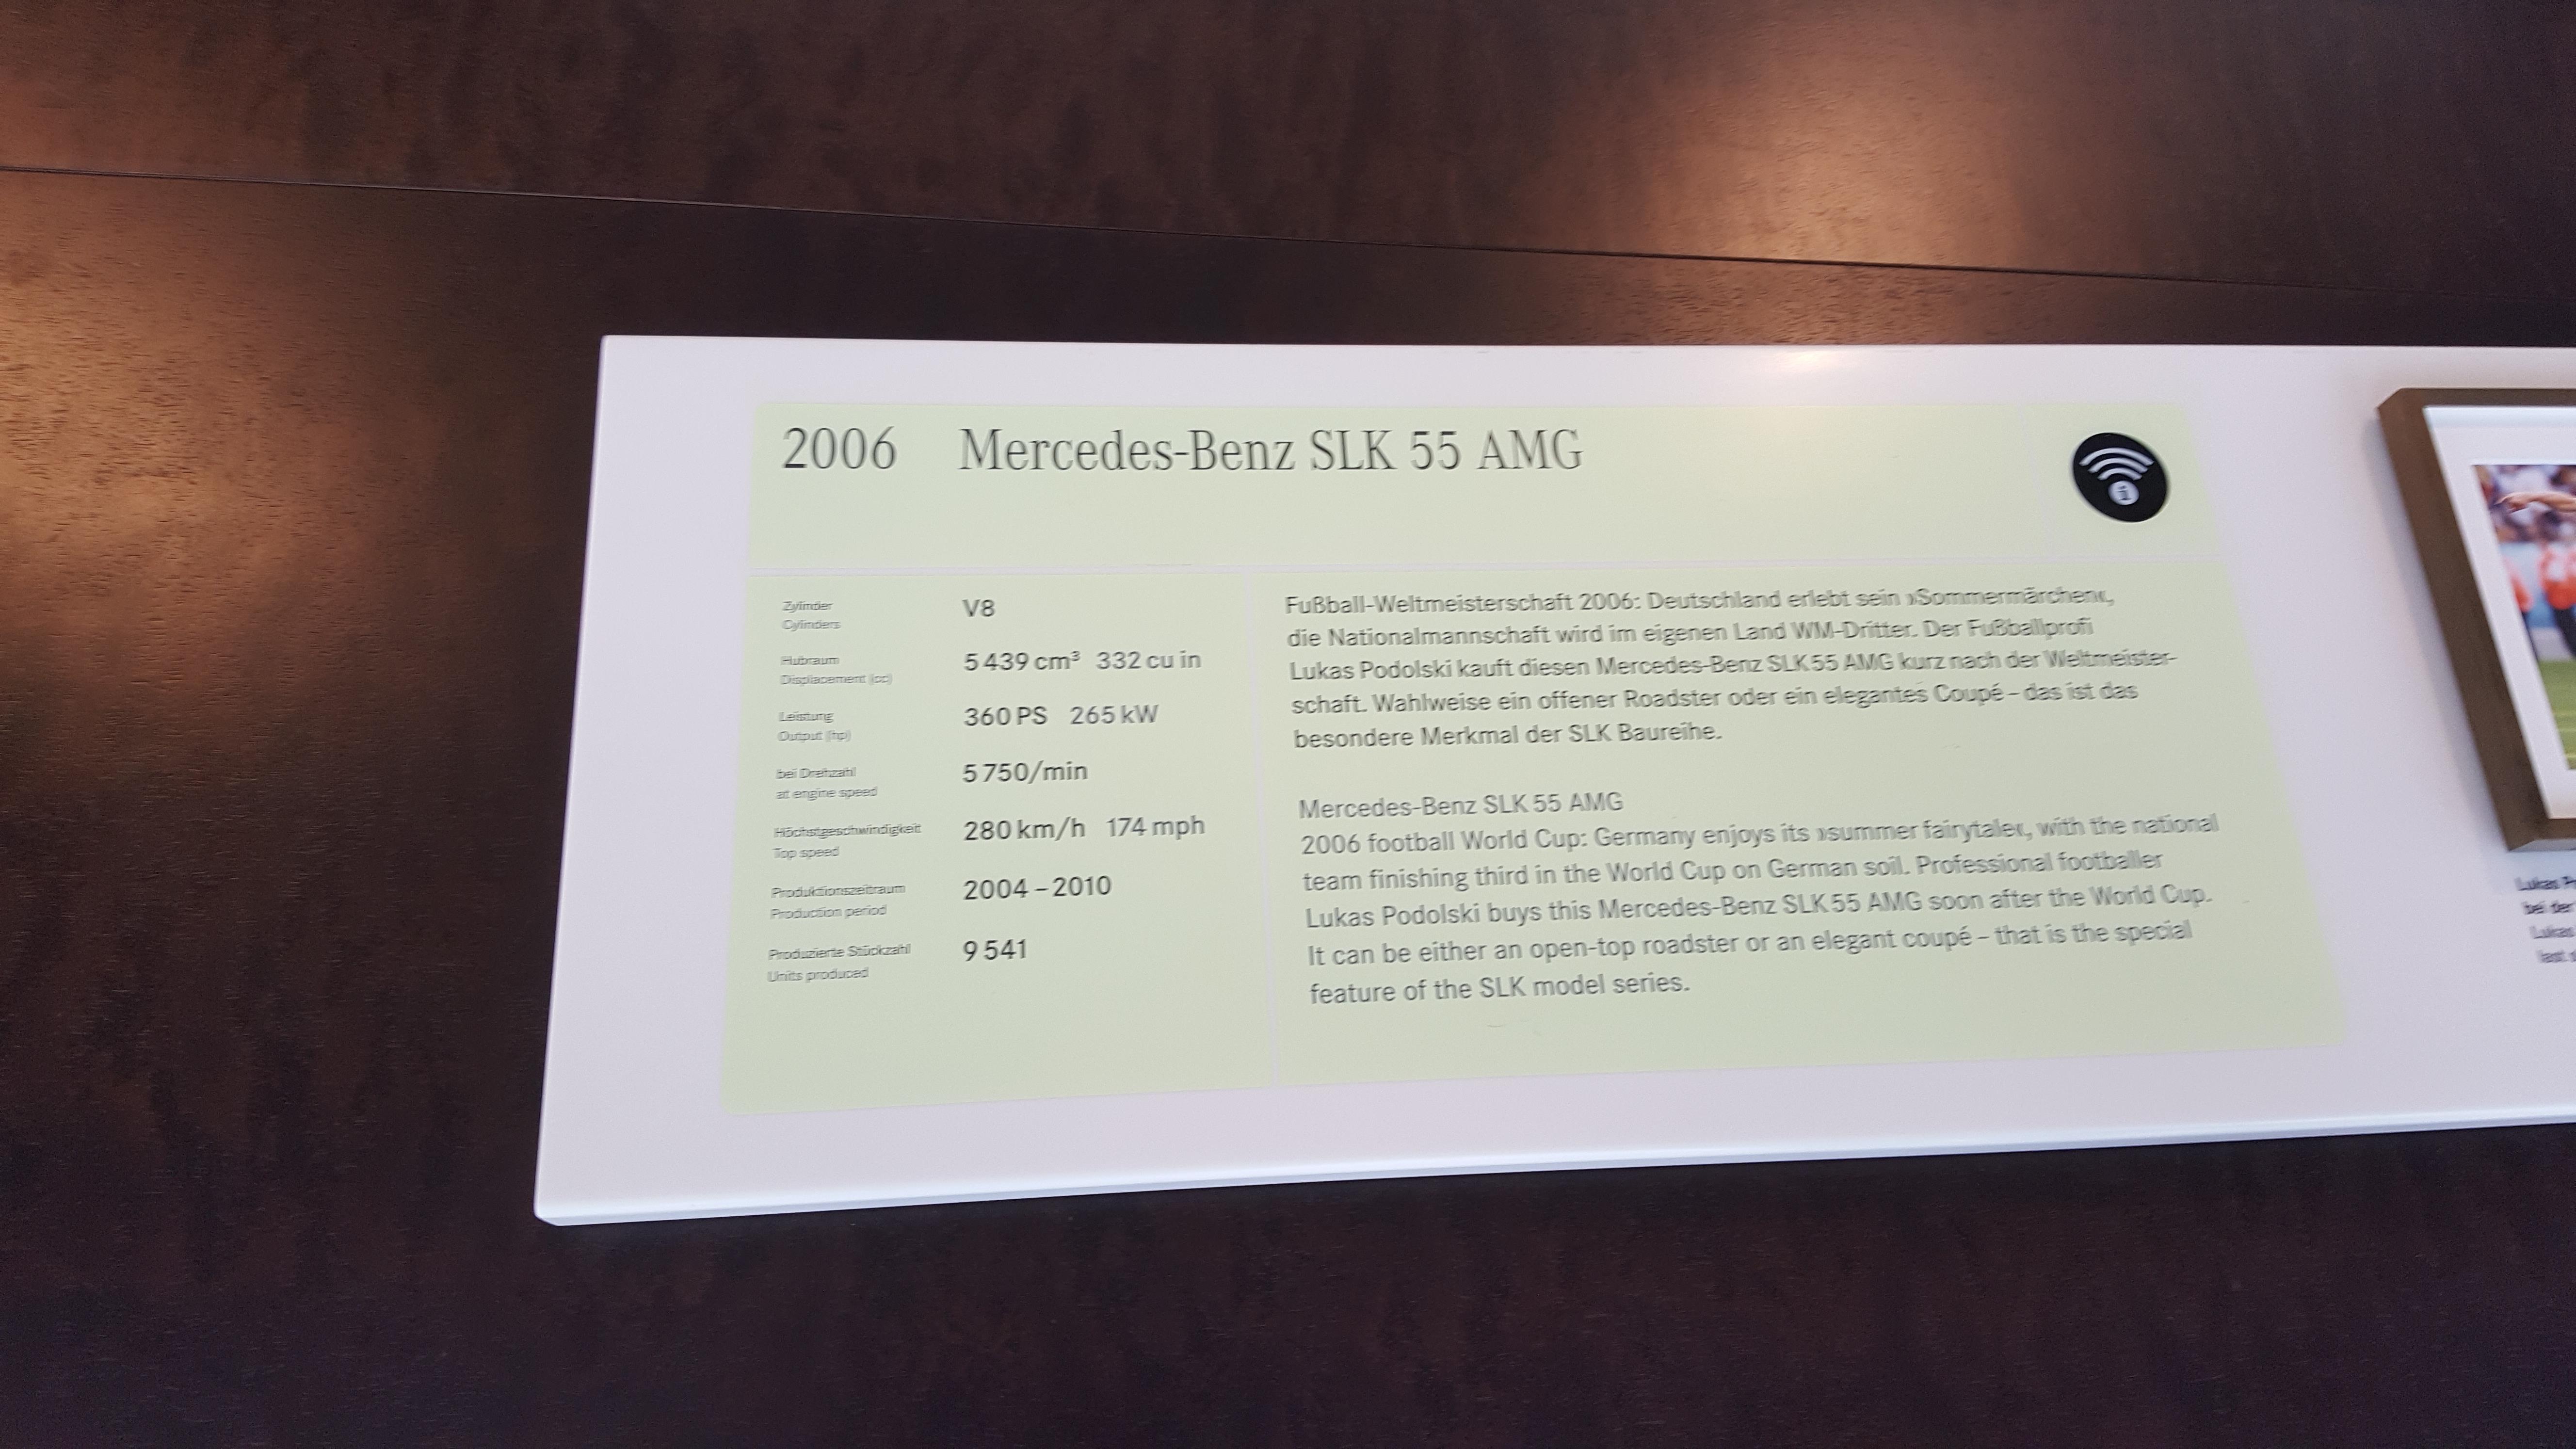 2006 Mercedes-Benz SLK 55 AMG
i
Zylinder
Cylinders
V8
Hubraum
Displacement (cc)
5 439 cm³ 332 cu in
Leistung
Output (hp)
360 PS 265 kW
bei Drehzahl
at engine speed
5 750/min
Höchstgeschwindigkeit
Top speed
280 km/h 174 mph
Produktionszeitraum
Production period
2004 – 2010
Produzierte Stückzahl
Units produced
9 541
Fußball-Weltmeisterschaft 2006: Deutschland erlebt sein »Sommermärchen«,
die Nationalmannschaft wird im eigenen Land WM-Dritter. Der Fußballprofi
Lukas Podolski kauft diesen Mercedes-Benz SLK 55 AMG kurz nach der Weltmeister-
schaft. Wahlweise ein offener Roadster oder ein elegantes Coupé – das ist das
besondere Merkmal der SLK Baureihe.
Mercedes-Benz SLK 55 AMG
2006 football World Cup: Germany enjoys its »summer fairytale«, with the national
team finishing third in the World Cup on German soil. Professional footballer
Lukas Podolski buys this Mercedes-Benz SLK 55 AMG soon after the World Cup.
It can be either an open-top roadster or an elegant coupé – that is the special
feature of the SLK model series.
Lukas
bei der
Lukas
last